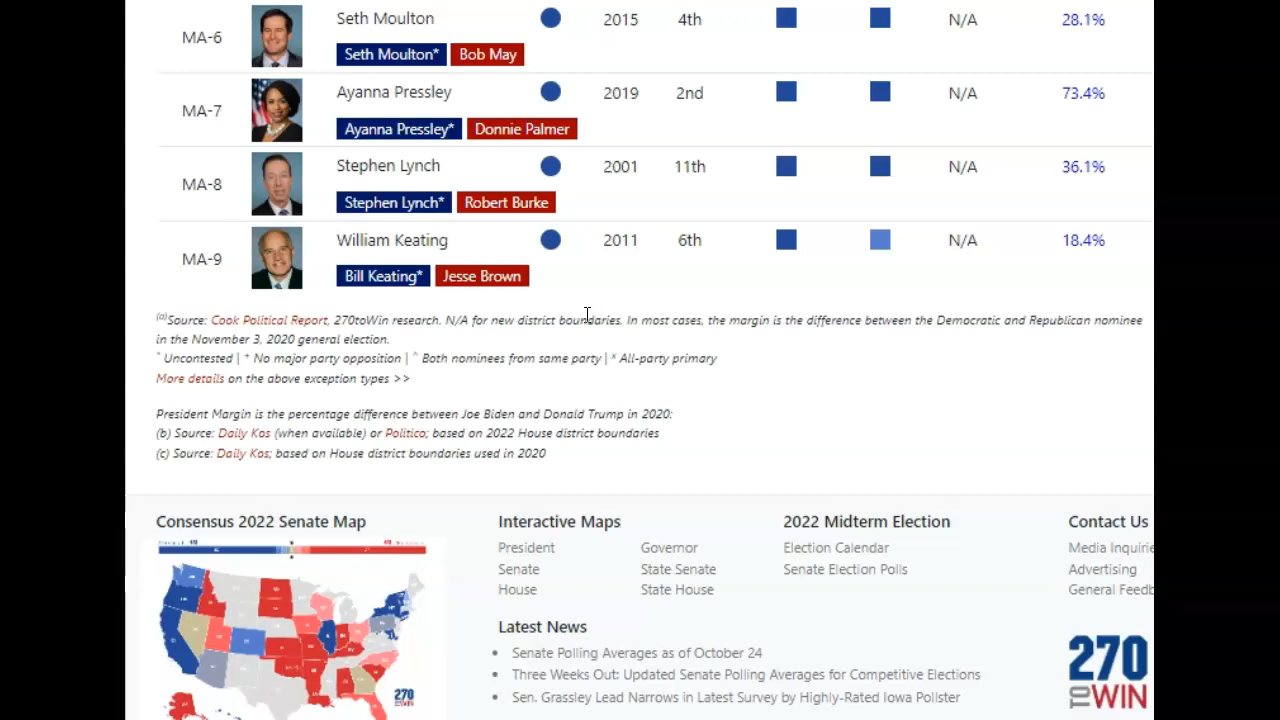 MA-6 Seth Moulton 2015 4th N/A 28.1%
Seth Moulton* Bob May
MA-7 Ayanna Pressley 2019 2nd N/A 73.4%
Ayanna Pressley* Donnie Palmer
MA-8 Stephen Lynch 2001 11th N/A 36.1%
Stephen Lynch* Robert Burke
MA-9 William Keating 2011 6th N/A 18.4%
Bill Keating* Jesse Brown
(a)Source: Cook Political Report, 270toWin research. N/A for new district boundaries. In most cases, the margin is the difference between the Democratic and Republican nominee
in the November 3, 2020 general election.
* Uncontested | + No major party opposition | ^ Both nominees from same party | x All-party primary
More details on the above exception types >>
President Margin is the percentage difference between Joe Biden and Donald Trump in 2020:
(b) Source: Daily Kos (when available) or Politico; based on 2022 House district boundaries
(c) Source: Daily Kos; based on House district boundaries used in 2020
Consensus 2022 Senate Map
Interactive Maps
President Governor
Senate State Senate
House State House
2022 Midterm Election
Election Calendar
Senate Election Polls
Contact Us
Media Inquirie
Advertising
General Feedb
Latest News
Senate Polling Averages as of October 24
Three Weeks Out: Updated Senate Polling Averages for Competitive Elections
Sen. Grassley Lead Narrows in Latest Survey by Highly-Rated Iowa Pollster
270
TO WIN
270
TO WIN